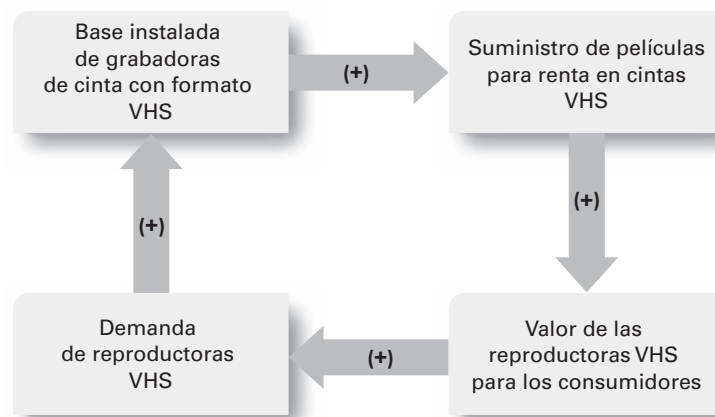 Base instalada
de grabadoras
de cinta con formato
VHS
(+)
Suministro de películas
para renta en cintas
VHS
(+)
(+)
Demanda
de reproductoras
VHS
(+)
Valor de las
reproductoras VHS
para los consumidores